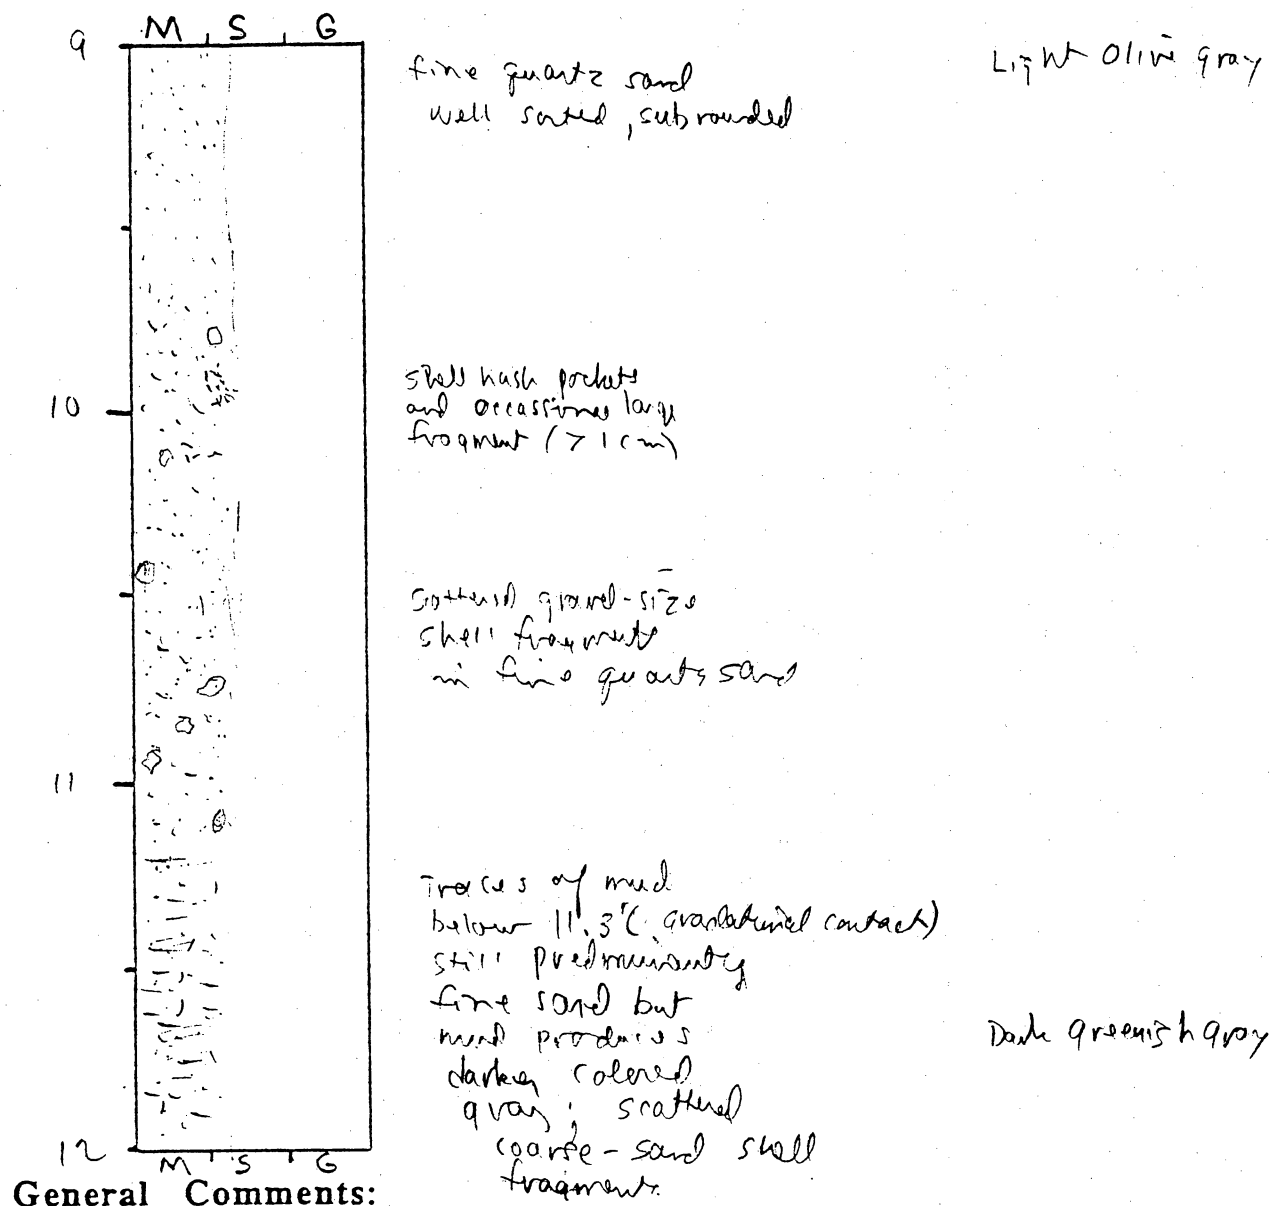 M S G
9
fine quartz sand
well sorted, subrounded
Light Olive gray
shell hash pockets
10
and occassional large
fragment (>1cm)
scattered gravel-size
shell fragments
in fine quartz sand
11
Traces of mud
below 11.3' (gradational contact)
still predominantly
fine sand but
mud produces
Dark greenish gray
darker colored
gray; scattered
coarse-sand shell
12
fragments.
M S G
General Comments: